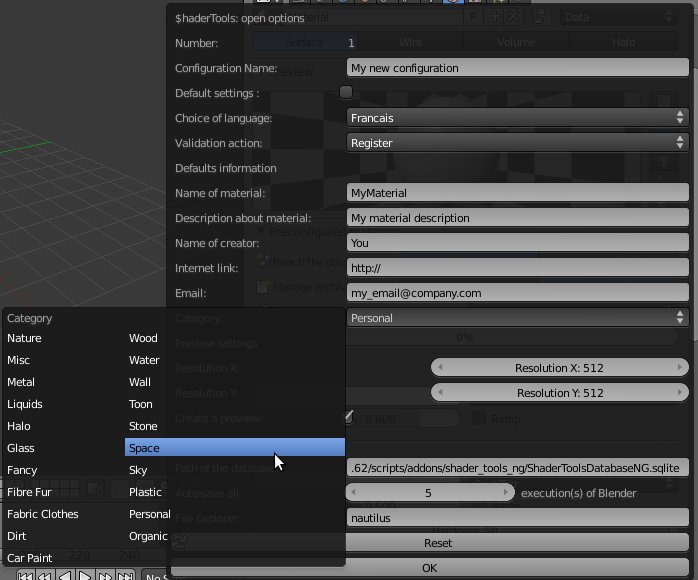 $haderTools: open options
Material
F
Data
Number:
1
Surface
Wire
Volume
Halo
Configuration Name:
My new configuration
Preview
Default settings :
Choice of language:
Francais
Validation action:
Register
Defaults information
Name of material:
MyMaterial
Description about material:
My material description
Name of creator:
You
Internet link:
http://
Email:
my_email@company.com
Category:
Personal
Preview settings
0%
Resolution X:
Resolution X: 512
Resolution Y:
Resolution Y: 512
Create a preview:
0.800
Ramp
Path of the database
.62/scripts/addons/shader_tools_ng/ShaderToolsDatabaseNG.sqlite
Auto-save all
5
execution(s) of Blender
File Explorer:
nautilus
Reset
OK
Category
Nature
Wood
Misc
Water
Metal
Wall
Liquids
Toon
Halo
Stone
Glass
Space
Fancy
Sky
Fibre Fur
Plastic
Fabric Clothes
Personal
Dirt
Organic
Car Paint
220
240